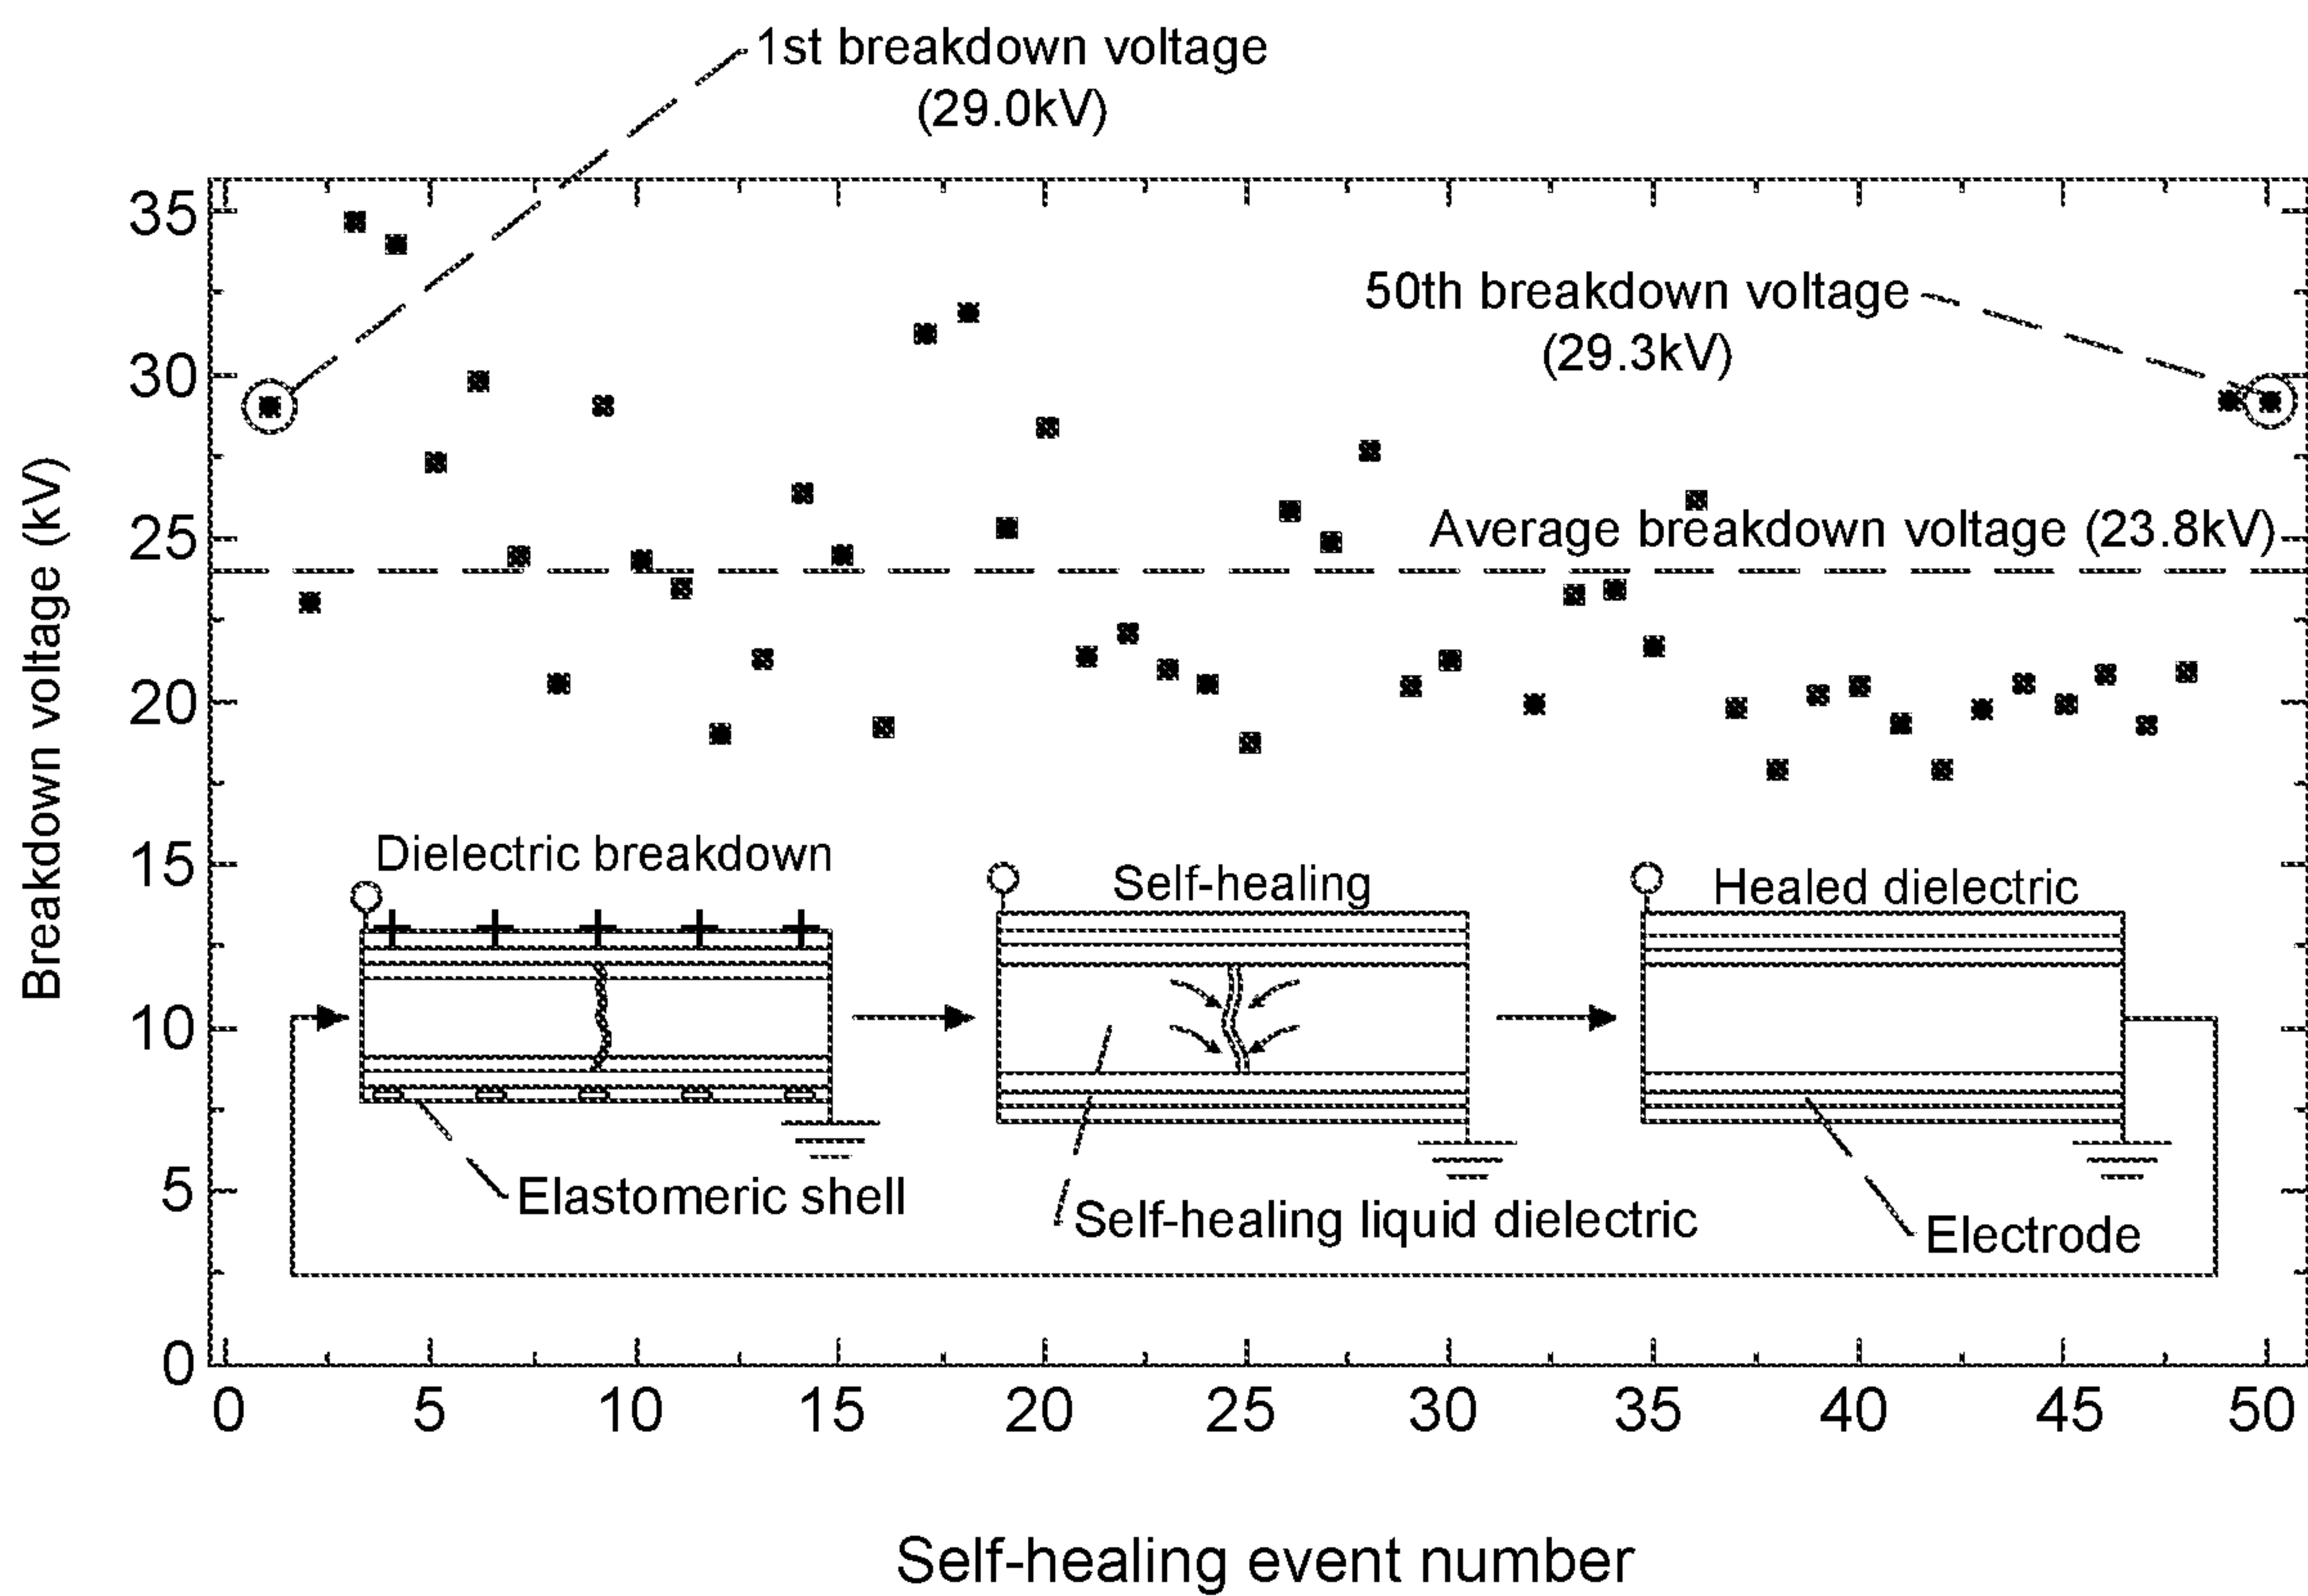 1st breakdown voltage
(29.0kV)
50th breakdown voltage
(29.3kV)
Average breakdown voltage (23.8kV)
Breakdown voltage (kV)
35
30
25
20
15
10
5
0
Dielectric breakdown
Self-healing
Healed dielectric
Elastomeric shell
Self-healing liquid dielectric
Electrode
0 5 10 15 20 25 30 35 40 45 50
Self-healing event number